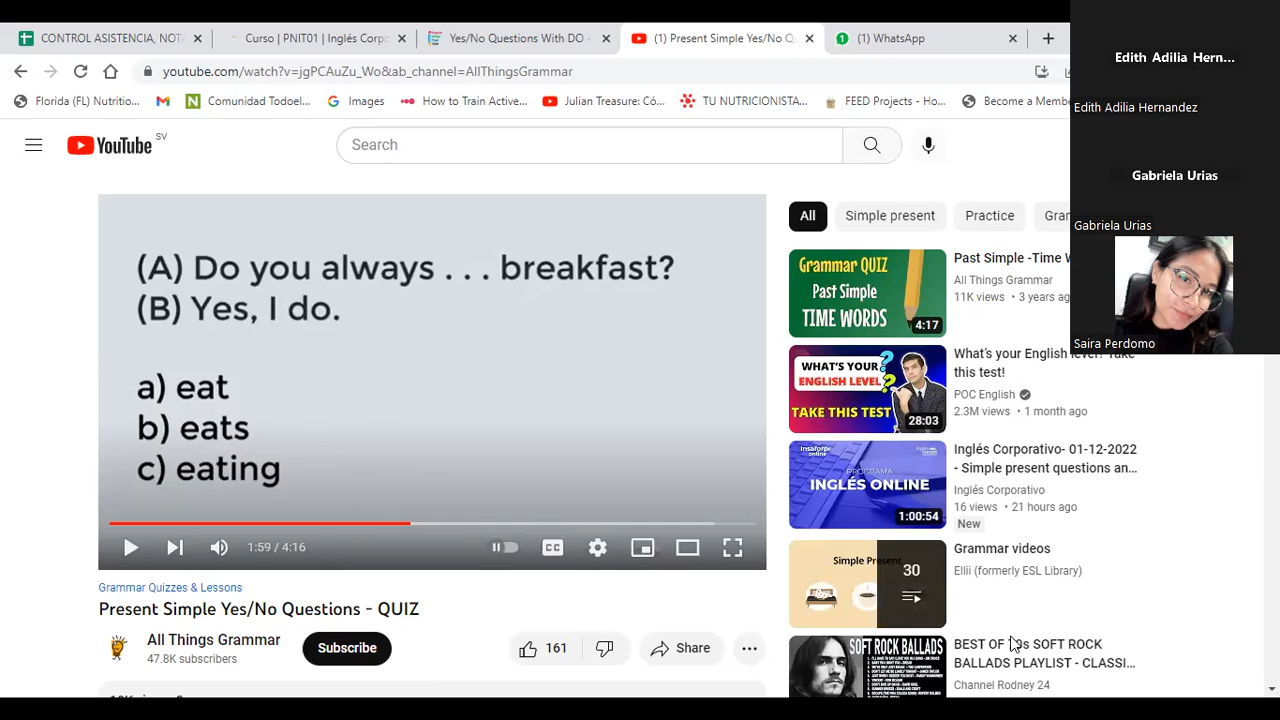 CONTROL ASISTENCIA, NOTA
Curso | PNIT01 | Inglés Corpo
Yes/No Questions With DO -
(1) Present Simple Yes/No Q
(1) WhatsApp
youtube.com/watch?v=jgPCAuZu_Wo&ab_channel=AllThingsGrammar
Florida (FL) Nutritio...
Comunidad Todoel...
Images
How to Train Active...
Julian Treasure: Có...
TU NUTRICIONISTA...
FEED Projects - Ho...
Become a Membe
YouTube SV
Search
Edith Adilia Hern...
Edith Adilia Hernandez
Gabriela Urias
Gabriela Urias
Saira Perdomo
(A) Do you always . . . breakfast?
(B) Yes, I do.
a) eat
b) eats
c) eating
1:59 / 4:16
CC
Grammar Quizzes & Lessons
Present Simple Yes/No Questions - QUIZ
All Things Grammar
47.8K subscribers
Subscribe
161
Share
All
Simple present
Practice
Gra
Grammar QUIZ
Past Simple
TIME WORDS
4:17
Past Simple -Time W
All Things Grammar
11K views • 3 years ag
WHAT'S YOUR
ENGLISH LEVEL?
TAKE THIS TEST
28:03
What's your English level? Take
this test!
POC English
2.3M views • 1 month ago
Insaforp
online
PROGRAMA
INGLÉS ONLINE
1:00:54
Inglés Corporativo- 01-12-2022
- Simple present questions an...
Inglés Corporativo
16 views • 21 hours ago
New
Simple Present
30
Grammar videos
Ellii (formerly ESL Library)
SOFT ROCK BALLADS
BEST OF 70s SOFT ROCK
BALLADS PLAYLIST - CLASSI...
Channel Rodney 24